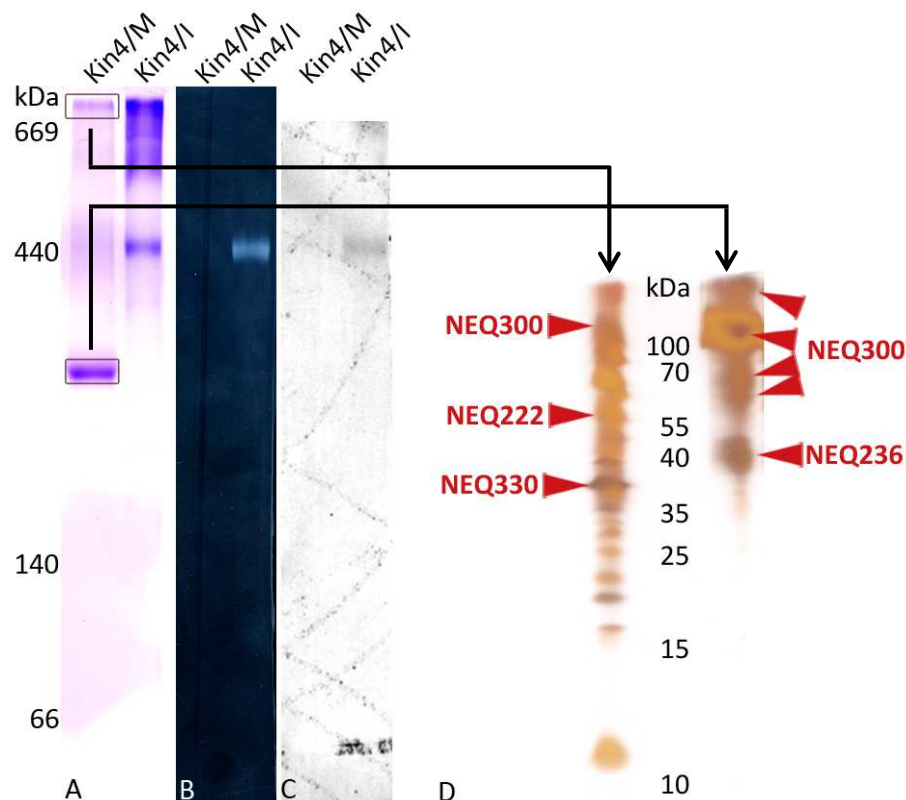 Kin4/M Kin4/I Kin4/M Kin4/I Kin4/M Kin4/I
kDa
669
440
140
66
A B C D
kDa
100
70
55
40
35
25
15
10
NEQ300
NEQ222
NEQ330
NEQ300
NEQ236